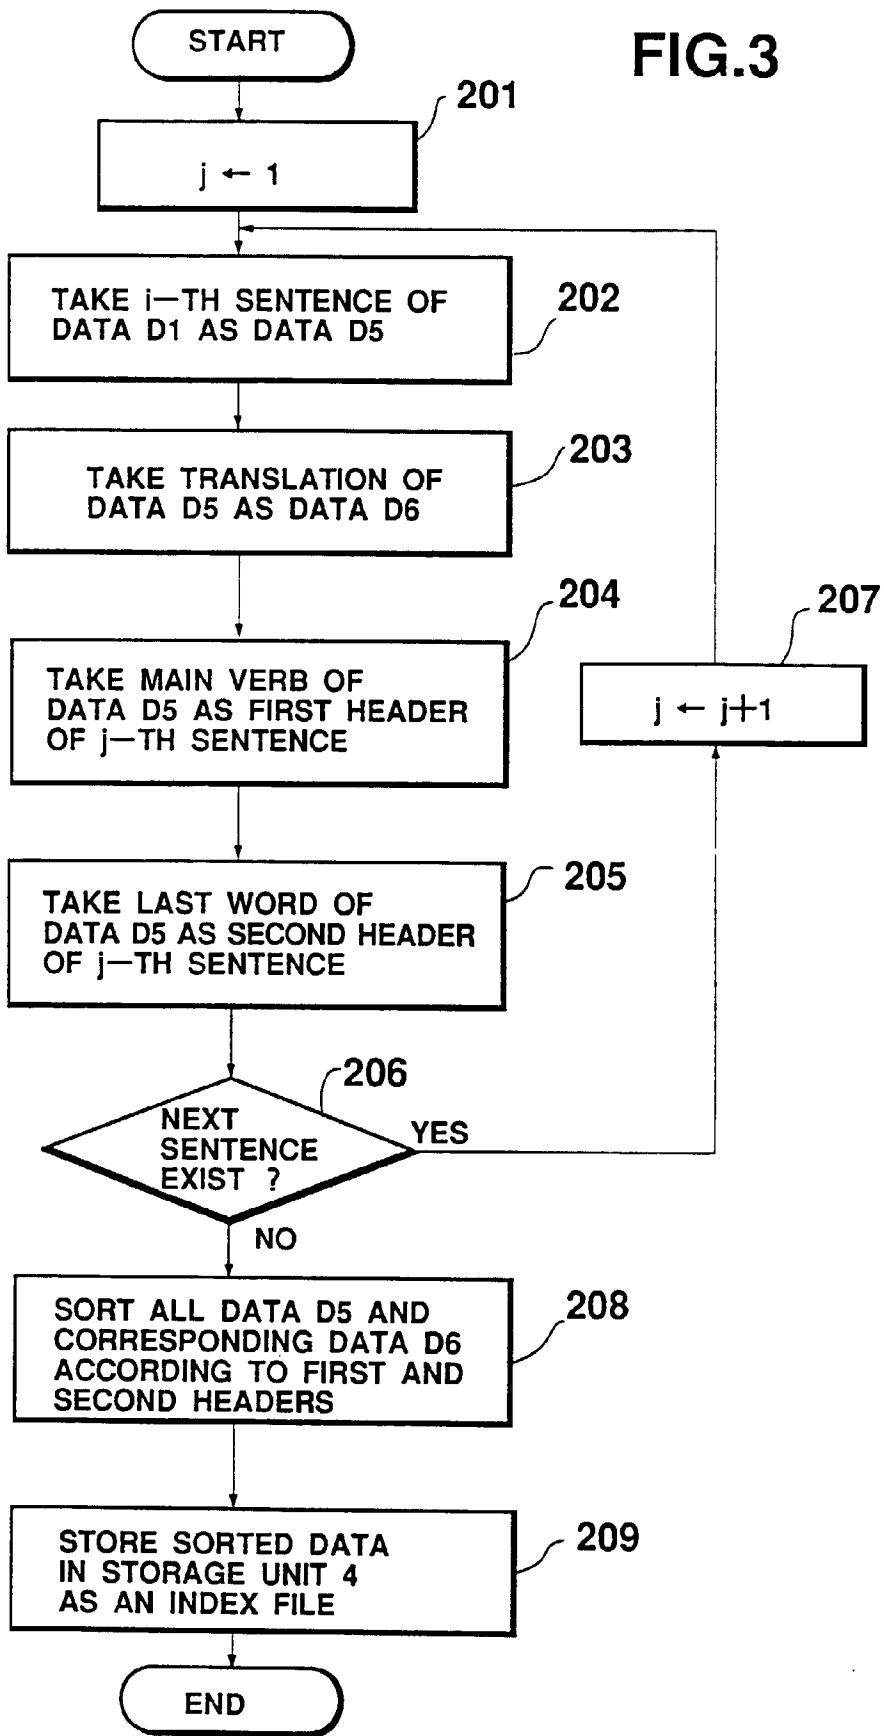 START
FIG.3
201
j ← 1
TAKE i-TH SENTENCE OF
DATA D1 AS DATA D5
202
TAKE TRANSLATION OF
DATA D5 AS DATA D6
203
TAKE MAIN VERB OF
DATA D5 AS FIRST HEADER
OF j-TH SENTENCE
204
207
j ← j+1
TAKE LAST WORD OF
DATA D5 AS SECOND HEADER
OF j-TH SENTENCE
205
206
NEXT
SENTENCE
EXIST ?
YES
NO
SORT ALL DATA D5 AND
CORRESPONDING DATA D6
ACCORDING TO FIRST AND
SECOND HEADERS
208
STORE SORTED DATA
IN STORAGE UNIT 4
AS AN INDEX FILE
209
END